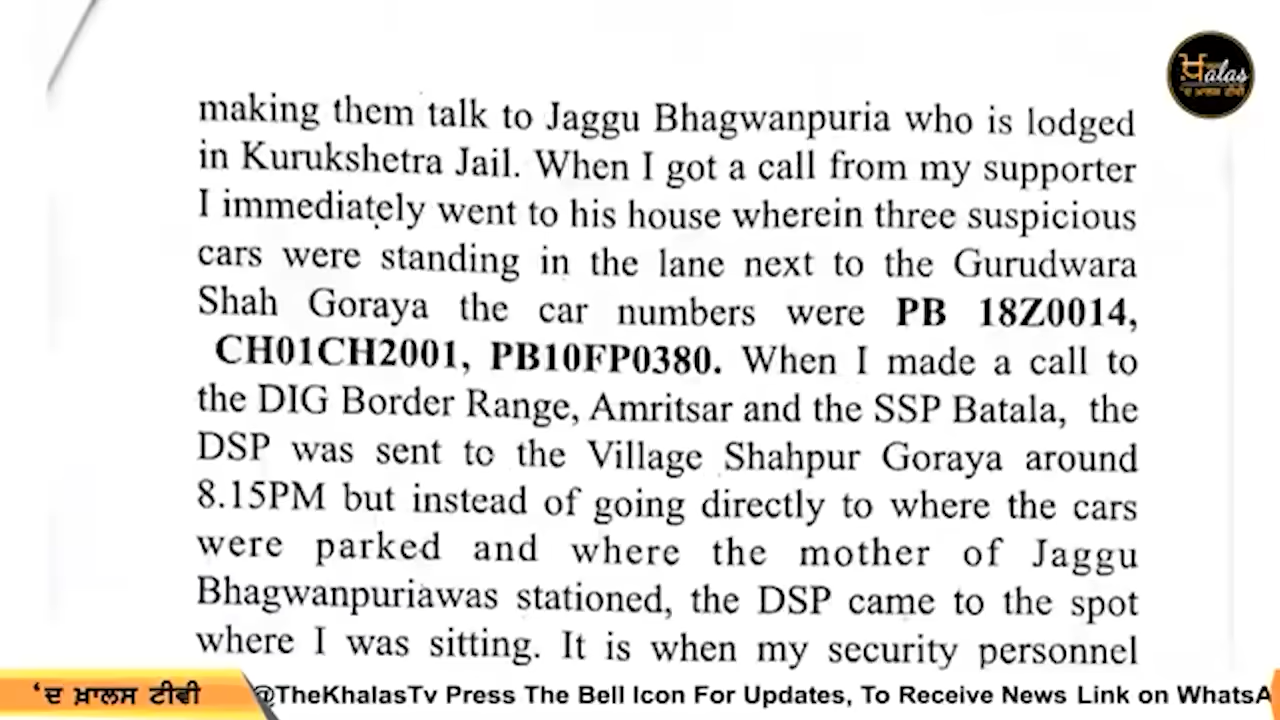 making them talk to Jaggu Bhagwanpuria who is lodged
in Kurukshetra Jail. When I got a call from my supporter
I immediately went to his house wherein three suspicious
cars were standing in the lane next to the Gurudwara
Shah Goraya the car numbers were PB 18Z0014,
CH01CH2001, PB10FP0380. When I made a call to
the DIG Border Range, Amritsar and the SSP Batala, the
DSP was sent to the Village Shahpur Goraya around
8.15PM but instead of going directly to where the cars
were parked and where the mother of Jaggu
Bhagwanpuriawas stationed, the DSP came to the spot
where I was sitting. It is when my security personnel
‘ਦ ਖ਼ਾਲਸ ਟੀਵੀ
@TheKhalasTv Press The Bell Icon For Updates, To Receive News Link on WhatsA
alas
‘ਦ ਖ਼ਾਲਸ ਟੀਵੀ